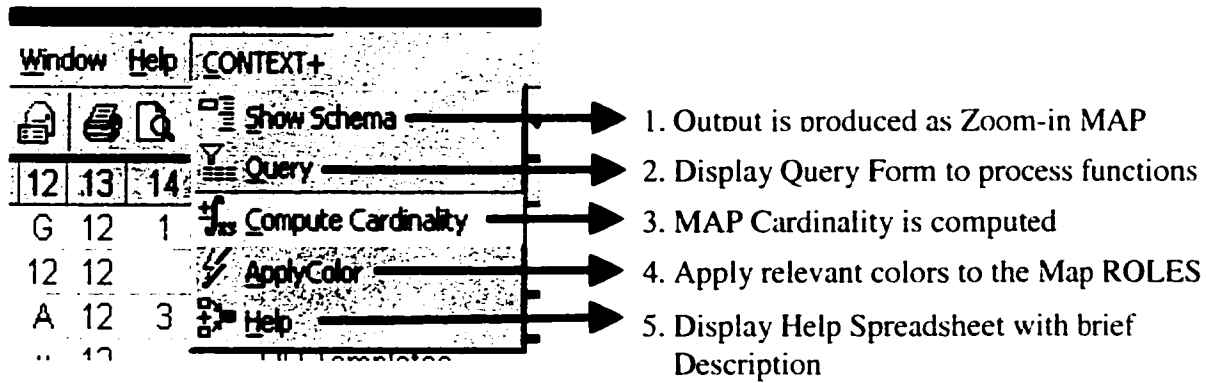 Window Help CONTEXT+
Show Schema
1. Output is produced as Zoom-in MAP
Query
2. Display Query Form to process functions
12 13 14
Compute Cardinality
3. MAP Cardinality is computed
G 12 1
ApplyColor
4. Apply relevant colors to the Map ROLES
12 12
Help
5. Display Help Spreadsheet with brief
Description
A 12 3